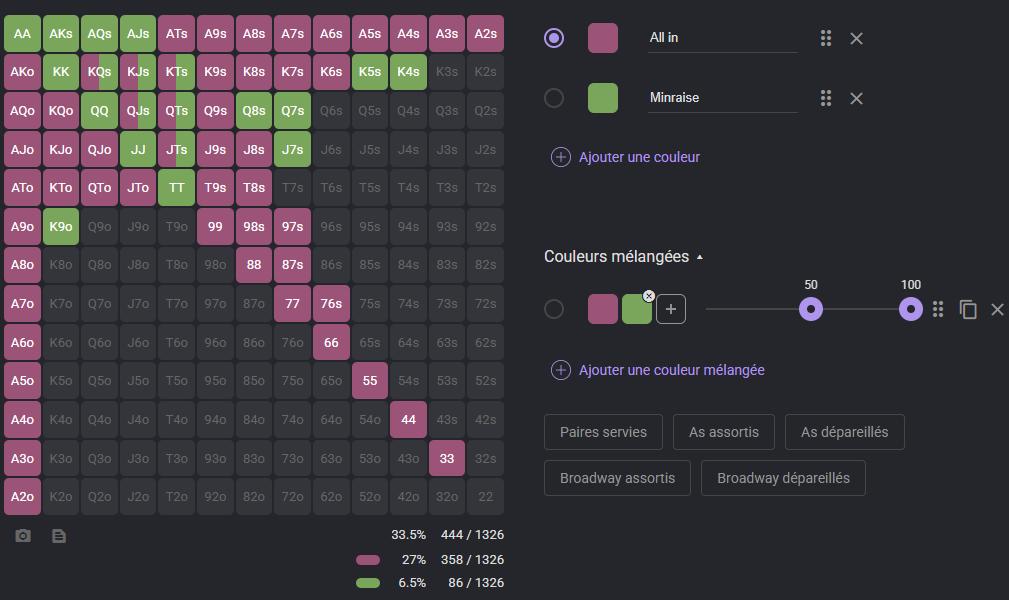 AA AKs AQs AJs ATs A9s A8s A7s A6s A5s A4s A3s A2s
AKo KK KQs KJs KTs K9s K8s K7s K6s K5s K4s K3s K2s
AQo KQo QQ QJs QTs Q9s Q8s Q7s Q6s Q5s Q4s Q3s Q2s
AJo KJo QJo JJ JTs J9s J8s J7s J6s J5s J4s J3s J2s
ATo KTo QTo JTo TT T9s T8s T7s T6s T5s T4s T3s T2s
A9o K9o Q9o J9o T9o 99 98s 97s 96s 95s 94s 93s 92s
A8o K8o Q8o J8o T8o 98o 88 87s 86s 85s 84s 83s 82s
A7o K7o Q7o J7o T7o 97o 87o 77 76s 75s 74s 73s 72s
A6o K6o Q6o J6o T6o 96o 86o 76o 66 65s 64s 63s 62s
A5o K5o Q5o J5o T5o 95o 85o 75o 65o 55 54s 53s 52s
A4o K4o Q4o J4o T4o 94o 84o 74o 64o 54o 44 43s 42s
A3o K3o Q3o J3o T3o 93o 83o 73o 63o 53o 43o 33 32s
A2o K2o Q2o J2o T2o 92o 82o 72o 62o 52o 42o 32o 22
33.5% 444 / 1326
27% 358 / 1326
6.5% 86 / 1326
All in
Minraise
Ajouter une couleur
Couleurs mélangées
50 100
Ajouter une couleur mélangée
Paires servies As assortis As dépareillés
Broadway assortis Broadway dépareillés